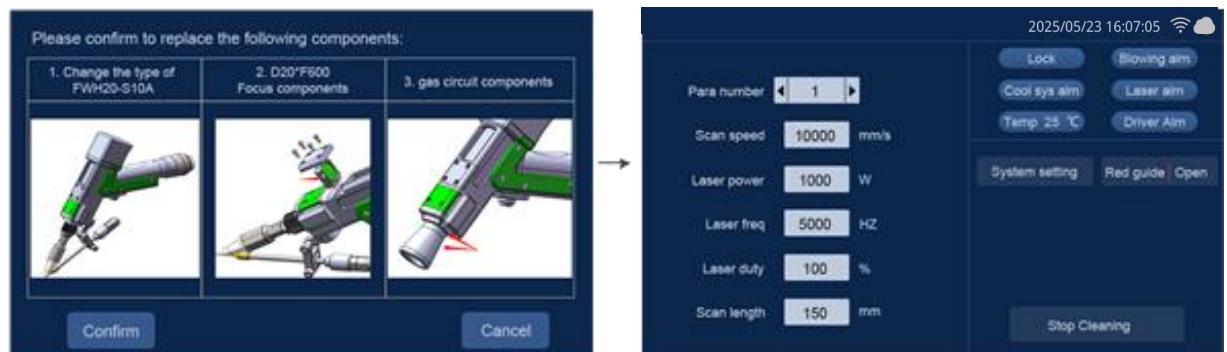 Please confirm to replace the following components:
1. Change the type of
FWH20-S10A
2. D20*F600
Focus components
3. gas circuit components
Confirm
Cancel
2025/05/23 16:07:05
Para number 1
Scan speed 10000 mm/s
Laser power 1000 W
Laser freq 5000 HZ
Laser duty 100 %
Scan length 150 mm
Lock Blowing alm
Cool sys alm Laser alm
Temp 25 ℃ Driver Alm
System setting Red guide Open
Stop Cleaning